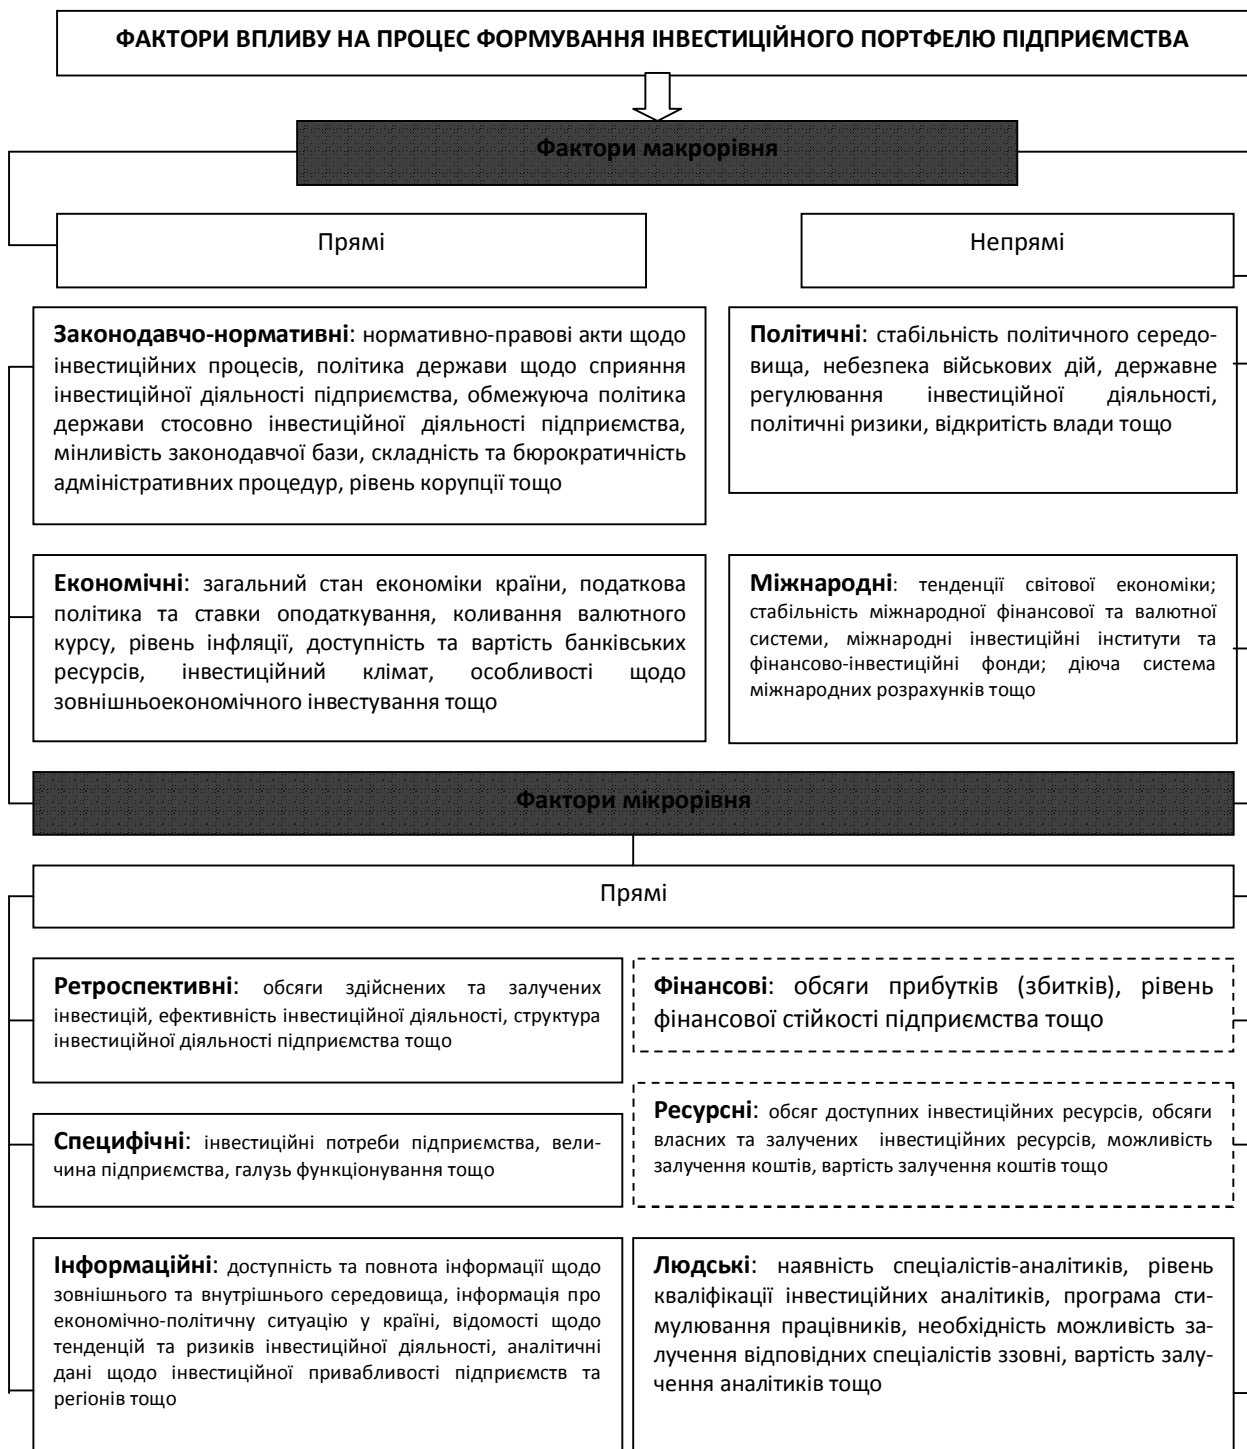 ФАКТОРИ ВПЛИВУ НА ПРОЦЕС ФОРМУВАННЯ ІНВЕСТИЦІЙНОГО ПОРТФЕЛЮ ПІДПРИЄМСТВА
Фактори макрорівня
Прямі
Непрямі
Законодавчо-нормативні: нормативно-правові акти щодо
інвестиційних процесів, політика держави щодо сприяння
інвестиційної діяльності підприємства, обмежуюча політика
держави стосовно інвестиційної діяльності підприємства,
мінливість законодавчої бази, складність та бюрократичність
адміністративних процедур, рівень корупції тощо
Політичні: стабільність політичного середо-
вища, небезпека військових дій, державне
регулювання інвестиційної діяльності,
політичні ризики, відкритість влади тощо
Економічні: загальний стан економіки країни, податкова
політика та ставки оподаткування, коливання валютного
курсу, рівень інфляції, доступність та вартість банківських
ресурсів, інвестиційний клімат, особливості щодо
зовнішньоекономічного інвестування тощо
Міжнародні: тенденції світової економіки;
стабільність міжнародної фінансової та валютної
системи, міжнародні інвестиційні інститути та
фінансово-інвестиційні фонди; діюча система
міжнародних розрахунків тощо
Фактори мікрорівня
Прямі
Ретроспективні: обсяги здійснених та залучених
інвестицій, ефективність інвестиційної діяльності, структура
інвестиційної діяльності підприємства тощо
Фінансові: обсяги прибутків (збитків), рівень
фінансової стійкості підприємства тощо
Специфічні: інвестиційні потреби підприємства, вели-
чина підприємства, галузь функціонування тощо
Ресурсні: обсяг доступних інвестиційних ресурсів, обсяги
власних та залучених інвестиційних ресурсів, можливість
залучення коштів, вартість залучення коштів тощо
Інформаційні: доступність та повнота інформації щодо
зовнішнього та внутрішнього середовища, інформація про
економічно-політичну ситуацію у країні, відомості щодо
тенденцій та ризиків інвестиційної діяльності, аналітичні
дані щодо інвестиційної привабливості підприємств та
регіонів тощо
Людські: наявність спеціалістів-аналітиків, рівень
кваліфікації інвестиційних аналітиків, програма сти-
мулювання працівників, необхідність можливість за-
лучення відповідних спеціалістів ззовні, вартість залу-
чення аналітиків тощо